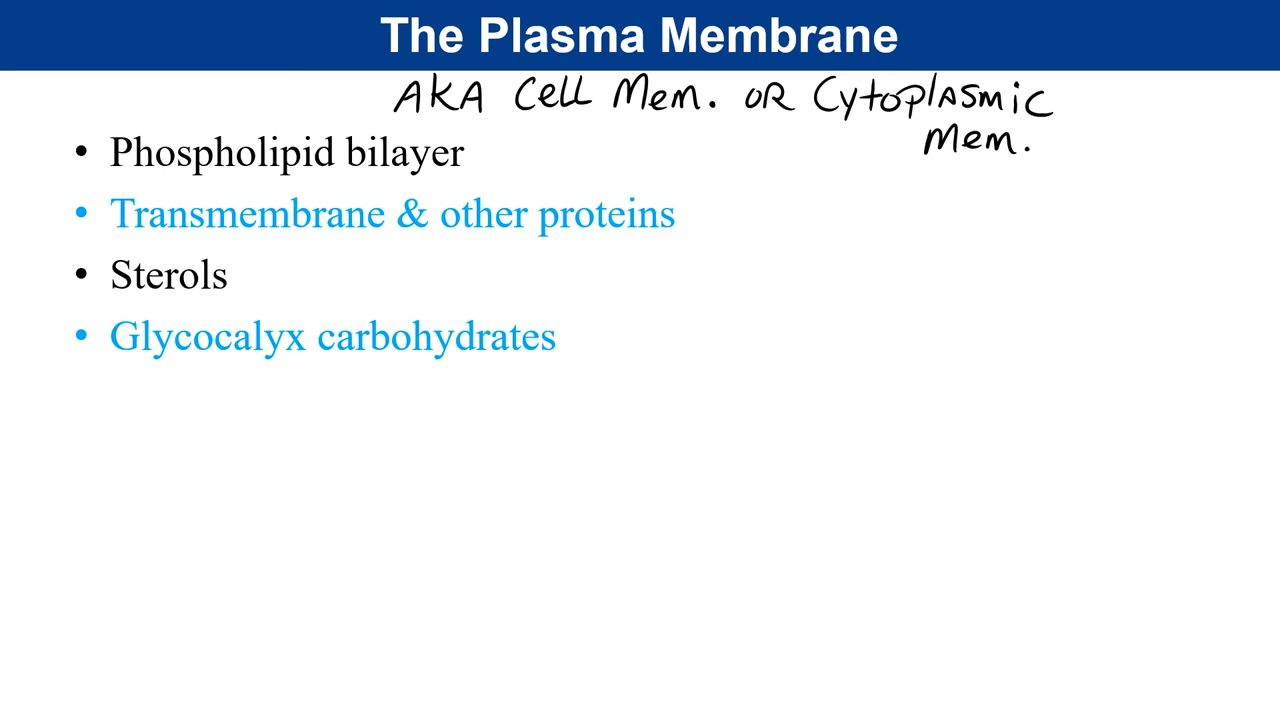 The Plasma Membrane
AKA Cell Mem. OR Cytoplasmic
Mem.
• Phospholipid bilayer
• Transmembrane & other proteins
• Sterols
• Glycocalyx carbohydrates